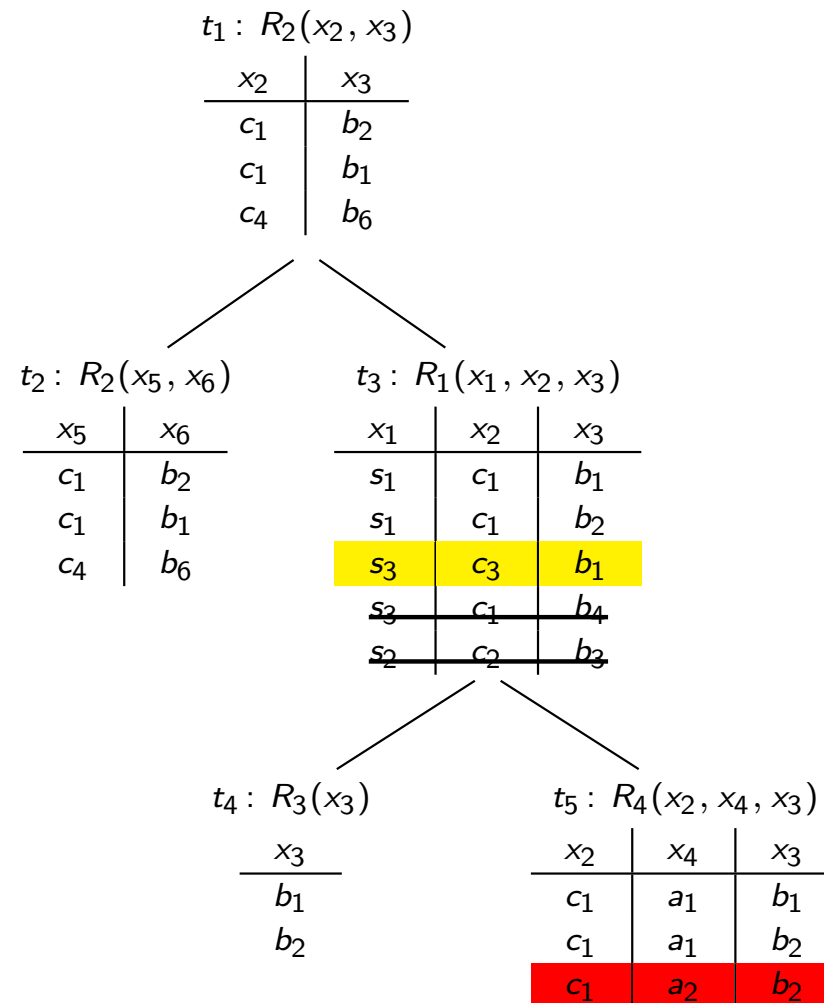 t₁ : R₂(x₂, x₃)
x₂ x₃
c₁ b₂
c₁ b₁
c₄ b₆
t₂ : R₂(x₅, x₆) t₃ : R₁(x₁, x₂, x₃)
x₅ x₆ x₁ x₂ x₃
c₁ b₂ s₁ c₁ b₁
c₁ b₁ s₁ c₁ b₂
c₄ b₆ s₃ c₃ b₁
s₃ c₁ b₄
s₂ c₂ b₃
t₄ : R₃(x₃) t₅ : R₄(x₂, x₄, x₃)
x₃ x₂ x₄ x₃
b₁ c₁ a₁ b₁
b₂ c₁ a₁ b₂
c₁ a₂ b₂